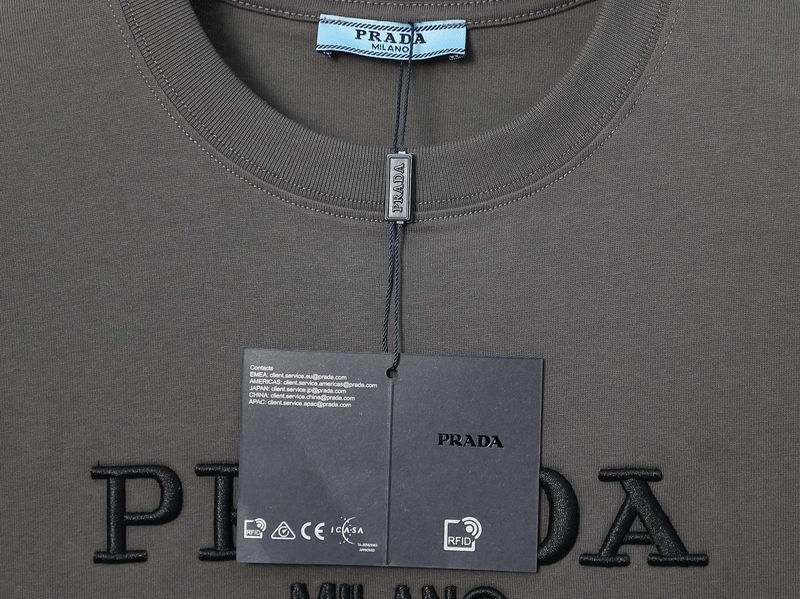 PRADA
MILANO
PRADA
Contacts
EMEA: client.service.eu@prada.com
AMERICAS: client.service.americas@prada.com
JAPAN: client.service.jp@prada.com
CHINA: client.service.china@prada.com
APAC: client.service.apac@prada.com
PRADA
RFID
CE
ICASA
APPROVED
RFID
P DA
MILANO